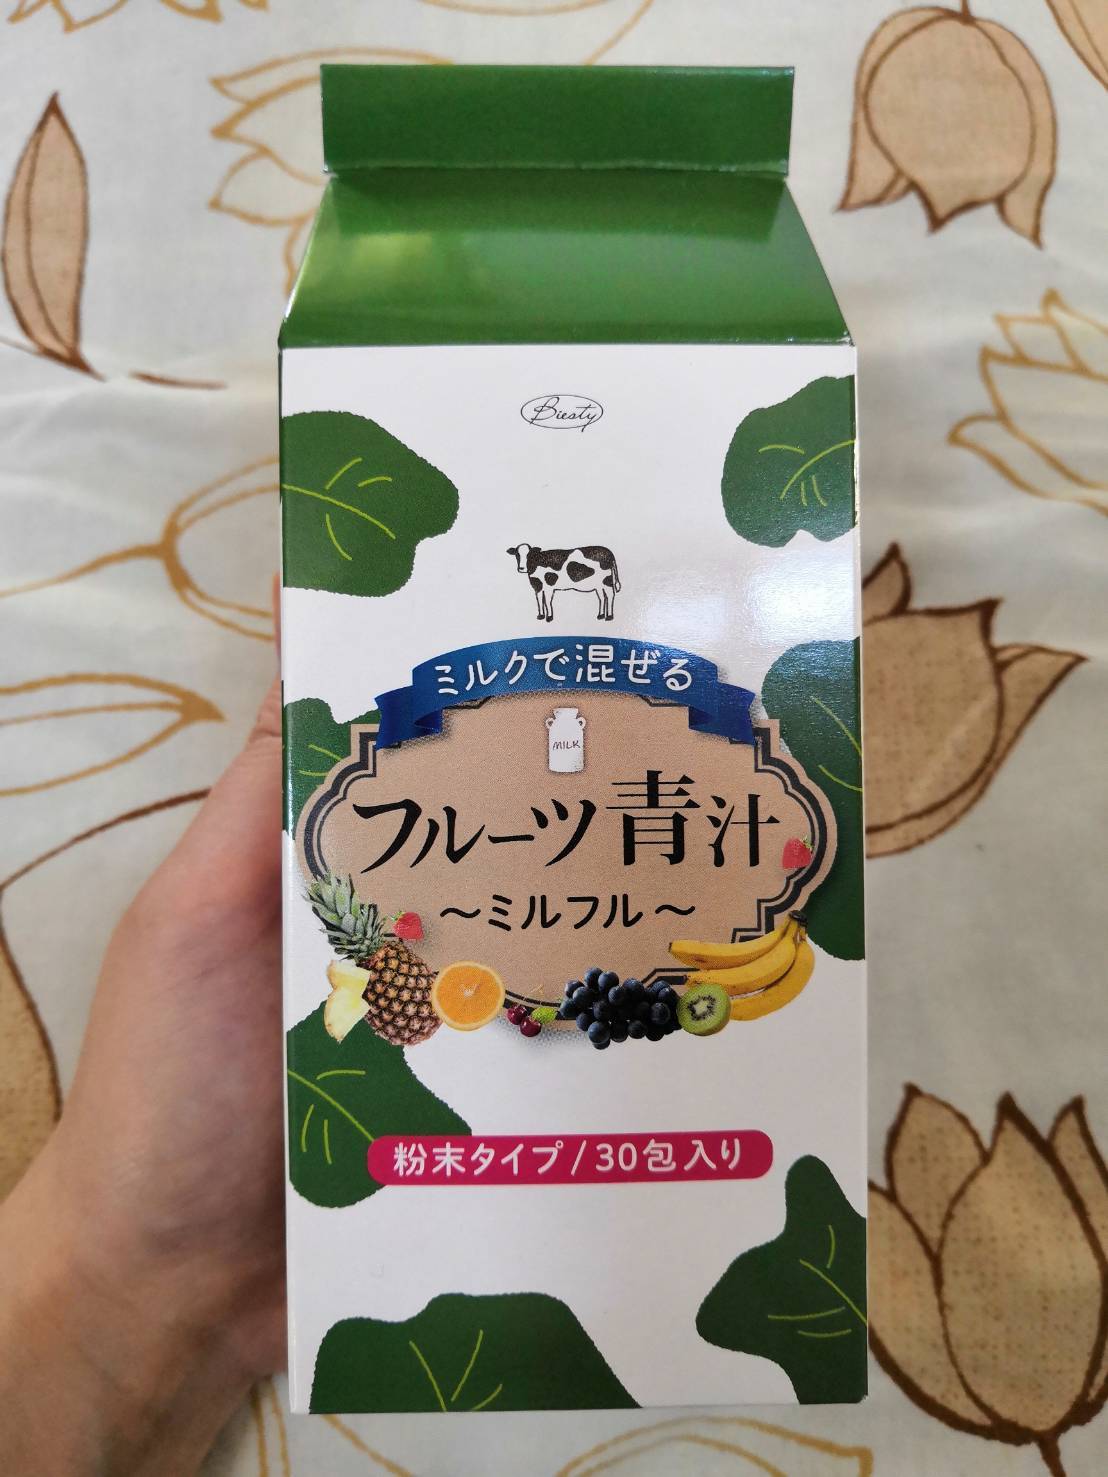 Biesty
ミルクで混ぜる
MILK
フルーツ青汁
～ミルフル～
粉末タイプ/30包入り